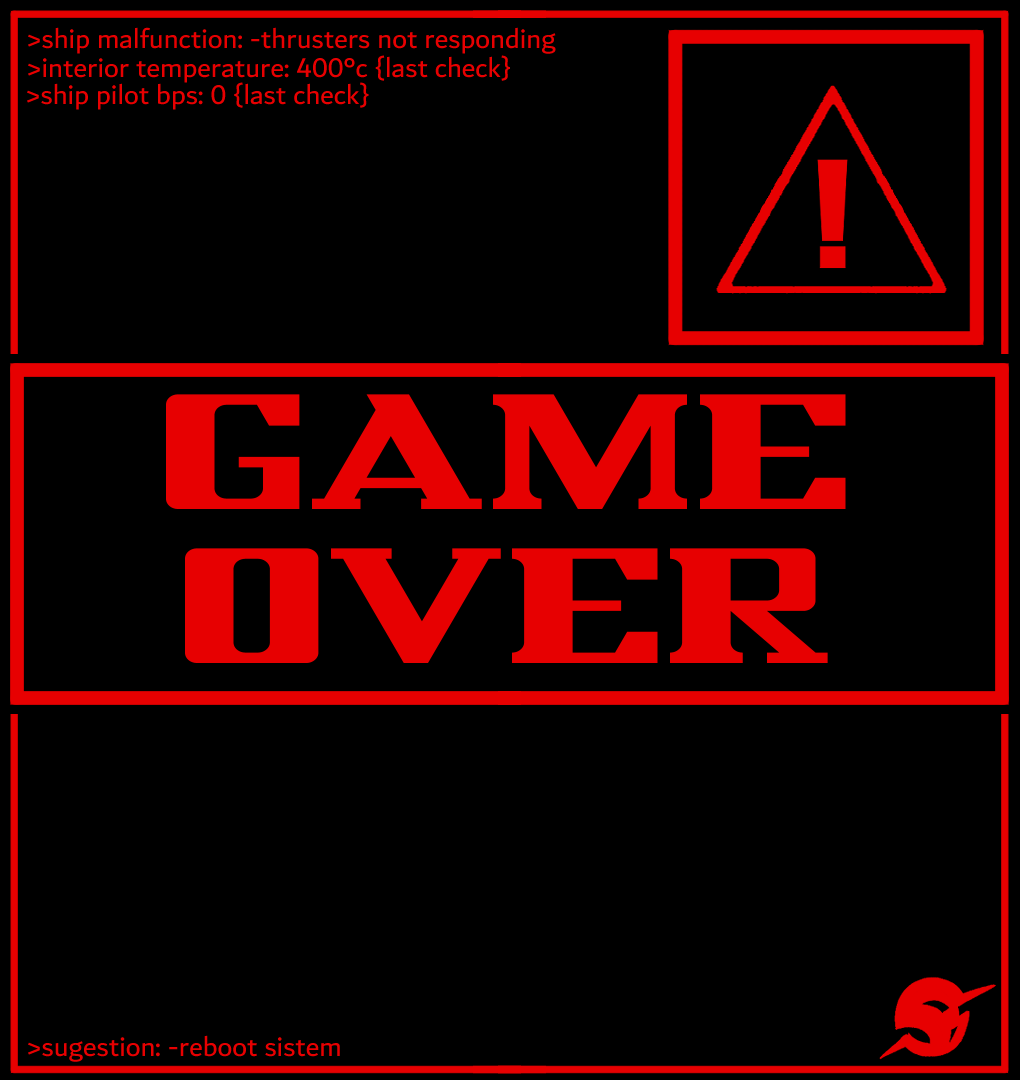 >ship malfunction: -thrusters not responding
>interior temperature: 400°c {last check}
>ship pilot bps: 0 {last check}
!
GAME
OVER
>sugestion: -reboot sistem